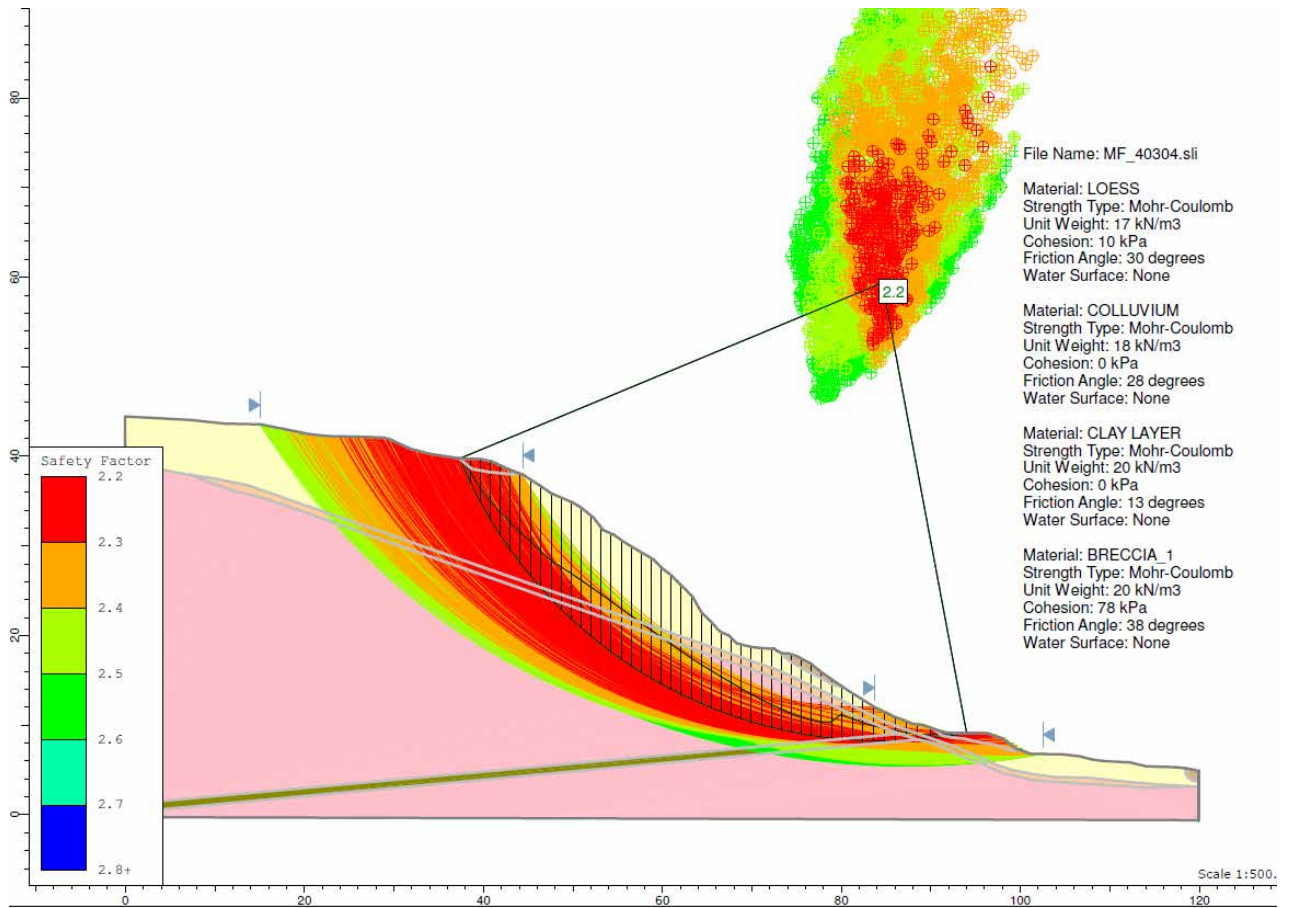 80
60
40
20
0
2.2
File Name: MF_40304.sli
Material: LOESS
Strength Type: Mohr-Coulomb
Unit Weight: 17 kN/m3
Cohesion: 10 kPa
Friction Angle: 30 degrees
Water Surface: None
Material: COLLUVIUM
Strength Type: Mohr-Coulomb
Unit Weight: 18 kN/m3
Cohesion: 0 kPa
Friction Angle: 28 degrees
Water Surface: None
Material: CLAY LAYER
Strength Type: Mohr-Coulomb
Unit Weight: 20 kN/m3
Cohesion: 0 kPa
Friction Angle: 13 degrees
Water Surface: None
Material: BRECCIA_1
Strength Type: Mohr-Coulomb
Unit Weight: 20 kN/m3
Cohesion: 78 kPa
Friction Angle: 38 degrees
Water Surface: None
Safety Factor
2.2
2.3
2.4
2.5
2.6
2.7
2.8+
Scale 1:500.
0
20
40
60
80
100
120